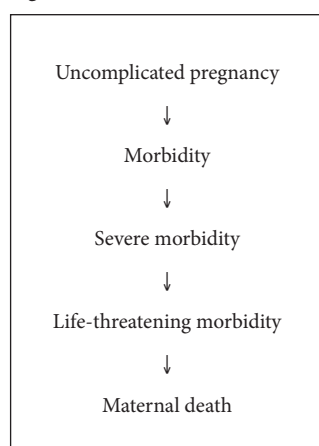 Uncomplicated pregnancy
↓
Morbidity
↓
Severe morbidity
↓
Life-threatening morbidity
↓
Maternal death